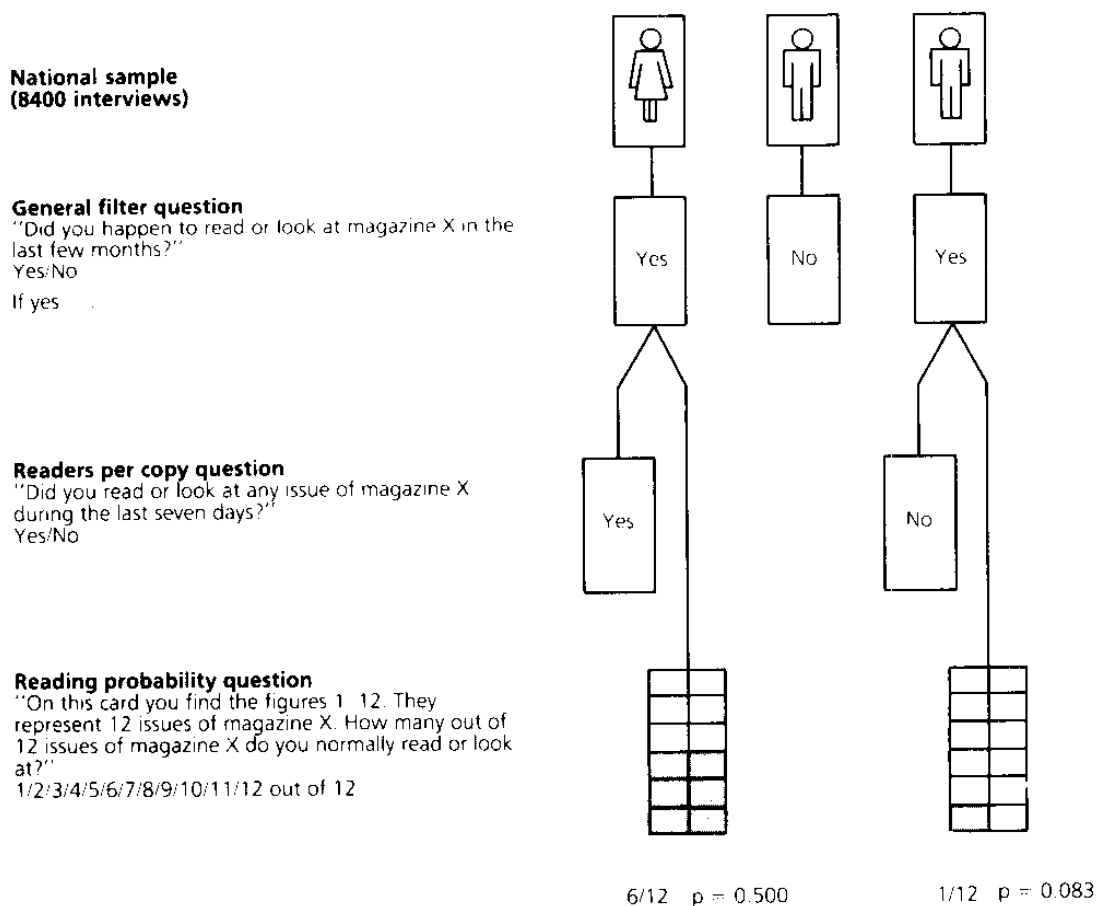 National sample
(8400 interviews)
General filter question
"Did you happen to read or look at magazine X in the
last few months?"
Yes/No
If yes
Yes
No
Yes
Readers per copy question
"Did you read or look at any issue of magazine X
during the last seven days?"
Yes/No
Yes
No
Reading probability question
"On this card you find the figures 1 12. They
represent 12 issues of magazine X. How many out of
12 issues of magazine X do you normally read or look
at?"
1/2/3/4/5/6/7/8/9/10/11/12 out of 12
6/12 p = 0.500
1/12 p = 0.083